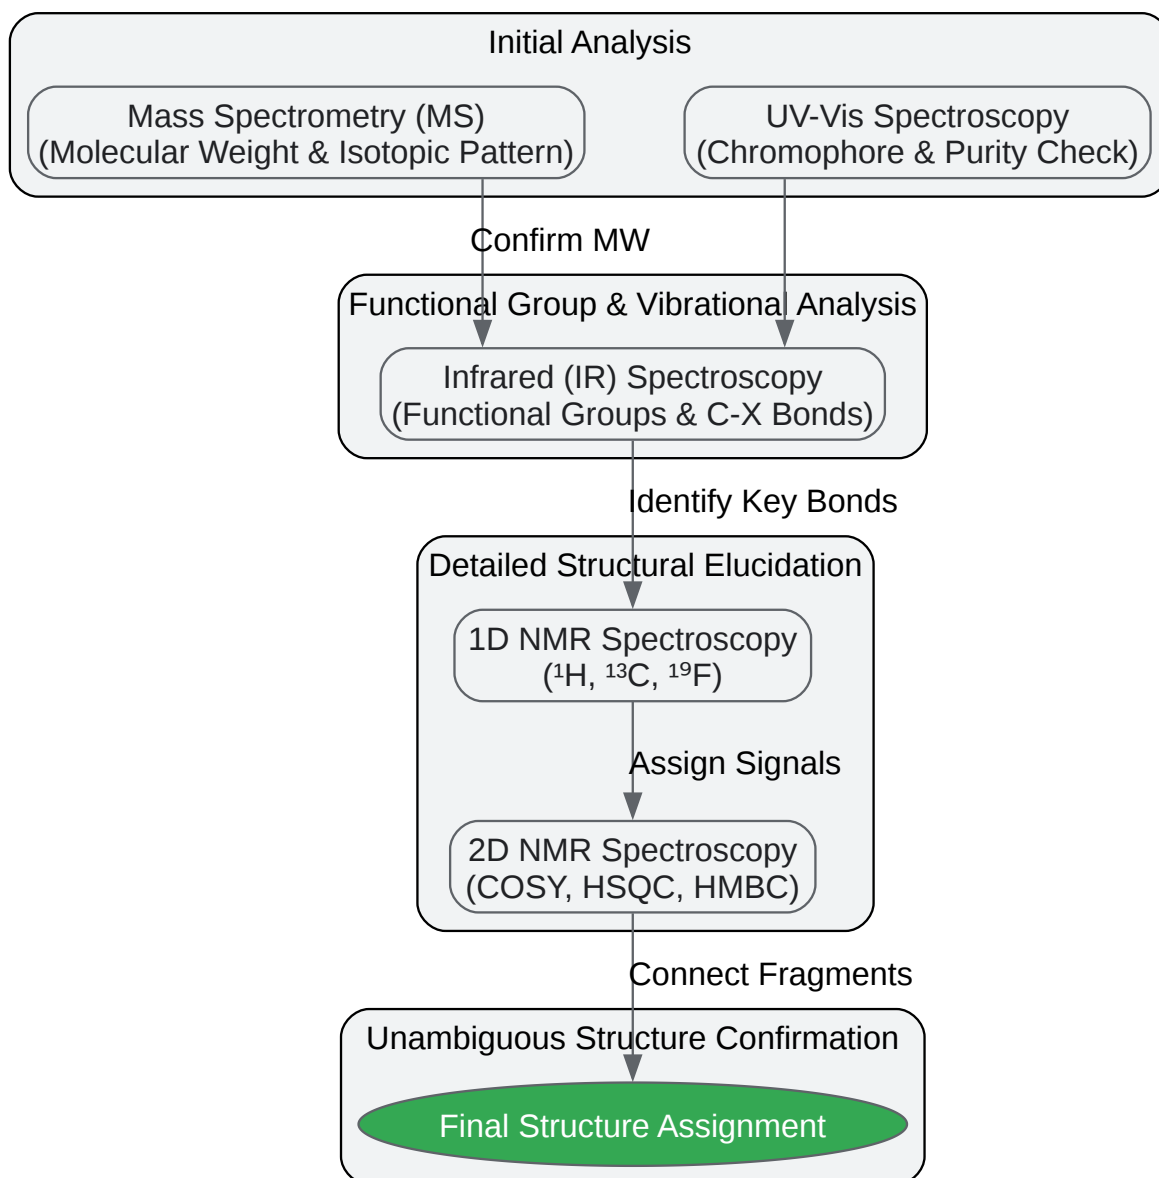 Initial Analysis
Mass Spectrometry (MS)
(Molecular Weight & Isotopic Pattern)
UV-Vis Spectroscopy
(Chromophore & Purity Check)
Confirm MW
Functional Group & Vibrational Analysis
Infrared (IR) Spectroscopy
(Functional Groups & C-X Bonds)
Identify Key Bonds
Detailed Structural Elucidation
1D NMR Spectroscopy
(¹H, ¹³C, ¹⁹F)
Assign Signals
2D NMR Spectroscopy
(COSY, HSQC, HMBC)
Connect Fragments
Unambiguous Structure Confirmation
Final Structure Assignment